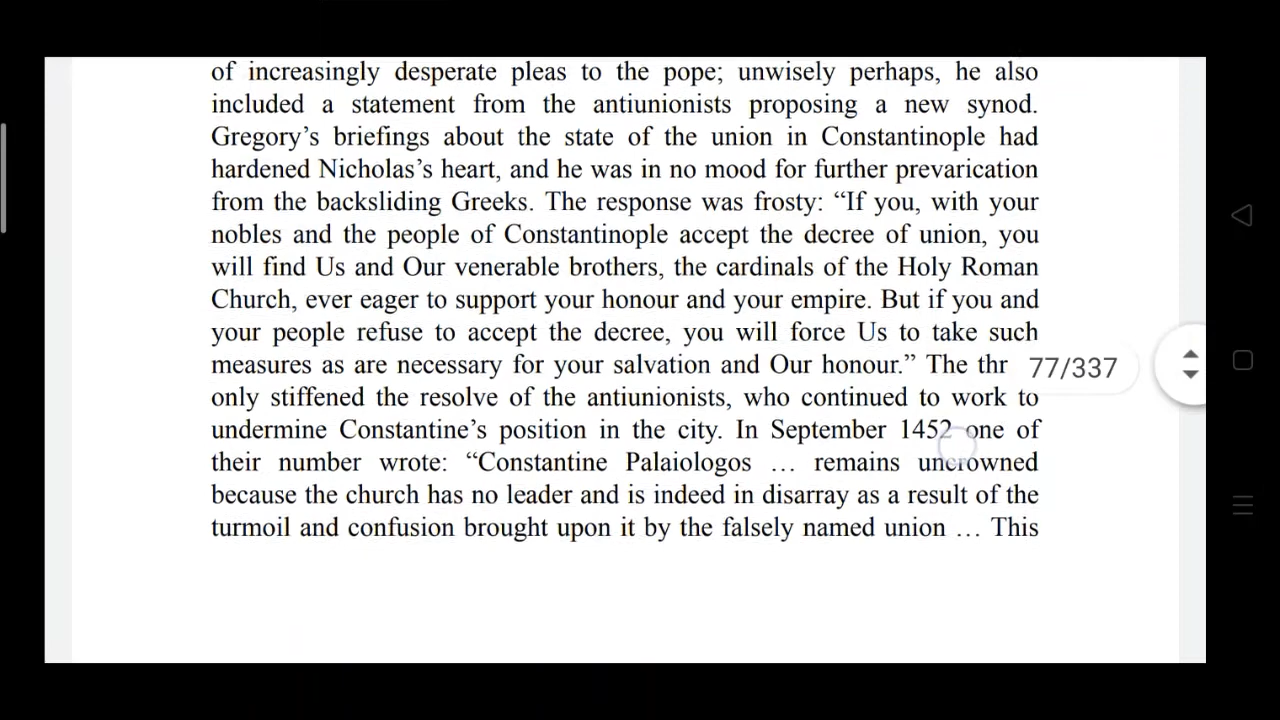 of increasingly desperate pleas to the pope; unwisely perhaps, he also
included a statement from the antiunionists proposing a new synod.
Gregory’s briefings about the state of the union in Constantinople had
hardened Nicholas’s heart, and he was in no mood for further prevarication
from the backsliding Greeks. The response was frosty: “If you, with your
nobles and the people of Constantinople accept the decree of union, you
will find Us and Our venerable brothers, the cardinals of the Holy Roman
Church, ever eager to support your honour and your empire. But if you and
your people refuse to accept the decree, you will force Us to take such
measures as are necessary for your salvation and Our honour.” The thr
77/337
only stiffened the resolve of the antiunionists, who continued to work to
undermine Constantine’s position in the city. In September 1452 one of
their number wrote: “Constantine Palaiologos … remains uncrowned
because the church has no leader and is indeed in disarray as a result of the
turmoil and confusion brought upon it by the falsely named union … This